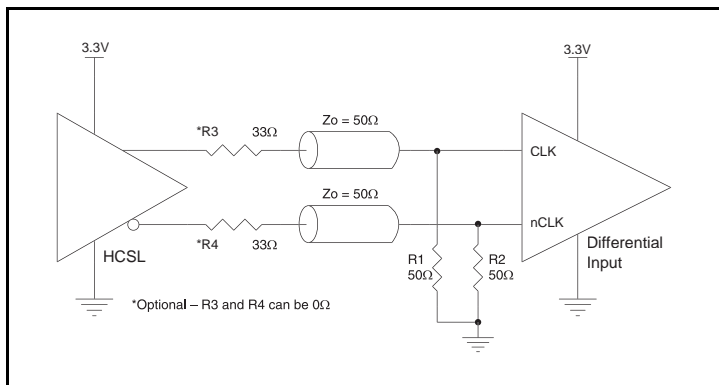 3.3V
3.3V
*R3
33Ω
Zo = 50Ω
CLK
Zo = 50Ω
nCLK
HCSL
*R4
33Ω
R1
50Ω
R2
50Ω
Differential
Input
*Optional – R3 and R4 can be 0Ω